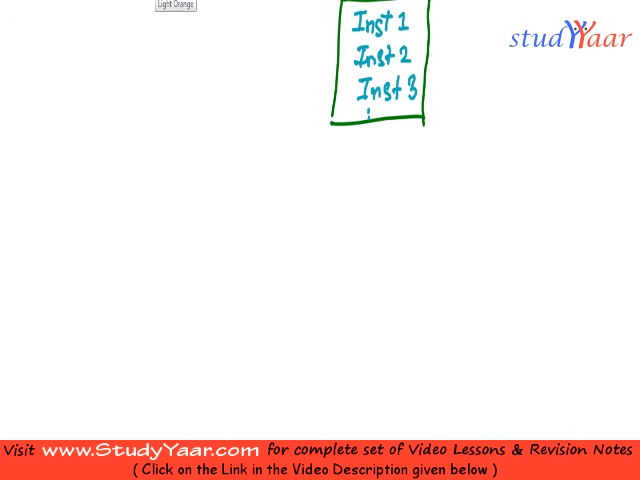 Light Orange
Inst 1
Inst 2
Inst 3
studYYaar
Visit www.StudyYaar.com for complete set of Video Lessons & Revision Notes
( Click on the Link in the Video Description given below )